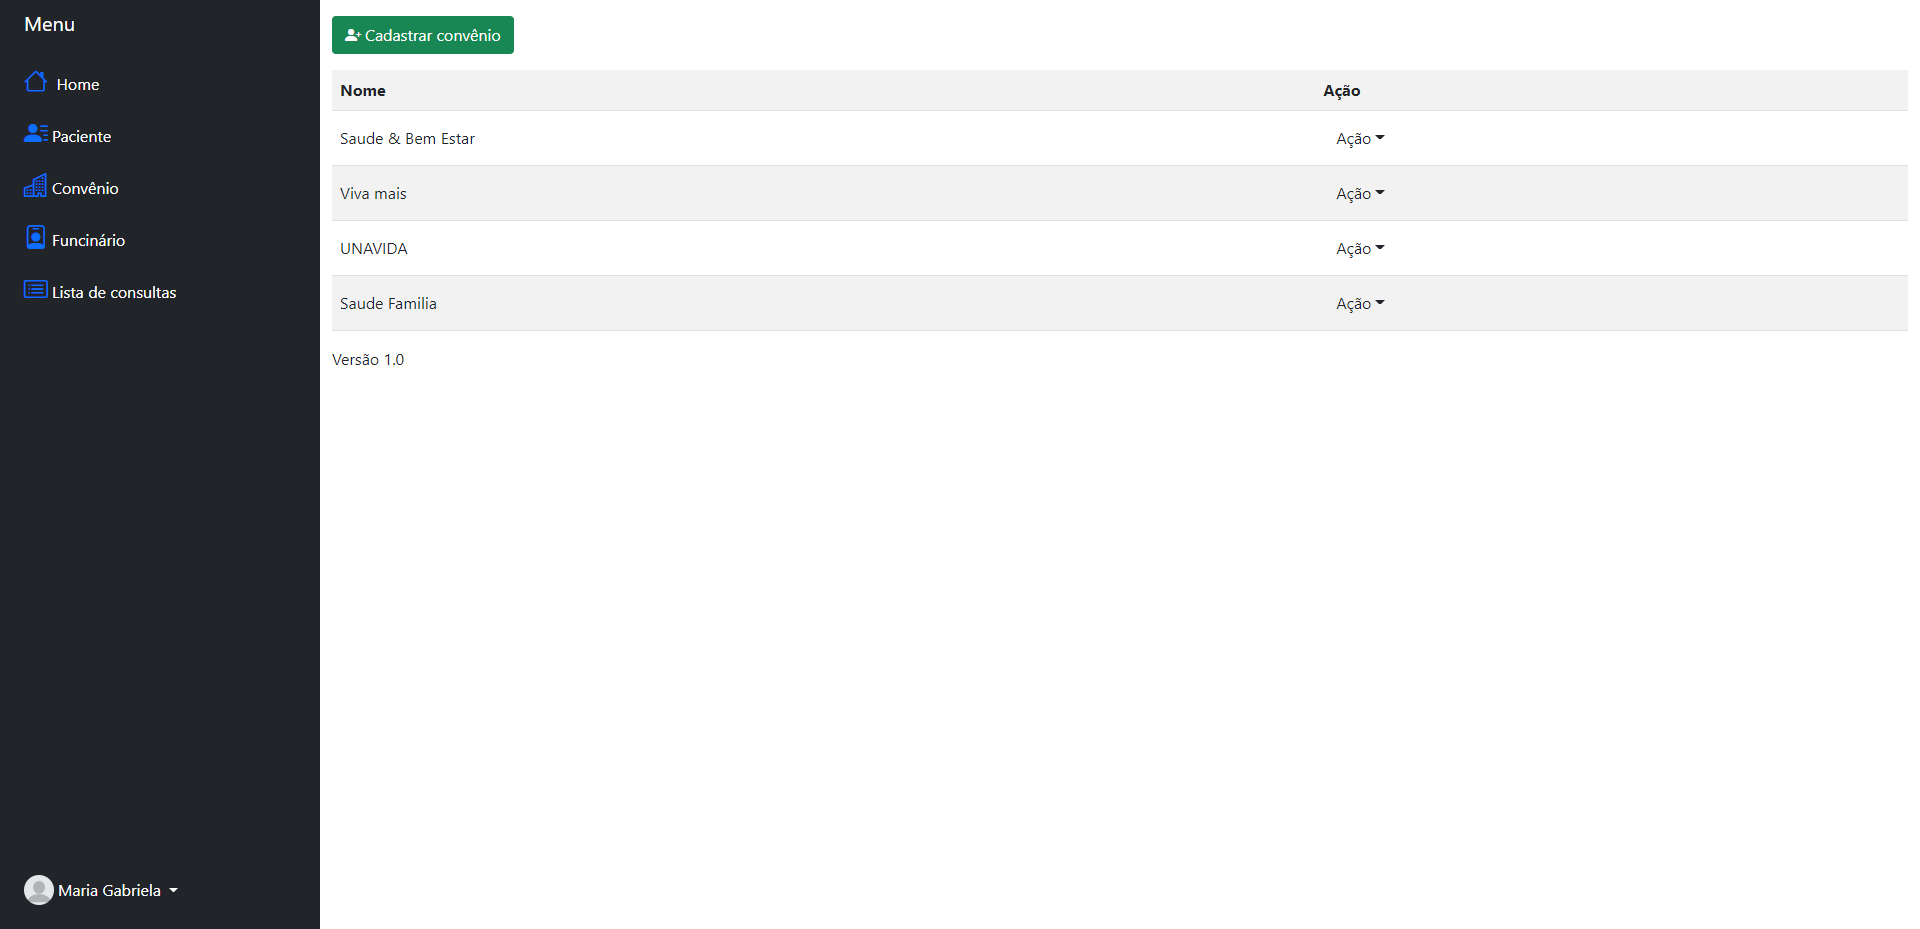 Menu
Home
Paciente
Convênio
Funcinário
Lista de consultas
Maria Gabriela
Cadastrar convênio
Nome Ação
Saude & Bem Estar Ação
Viva mais Ação
UNAVIDA Ação
Saude Familia Ação
Versão 1.0